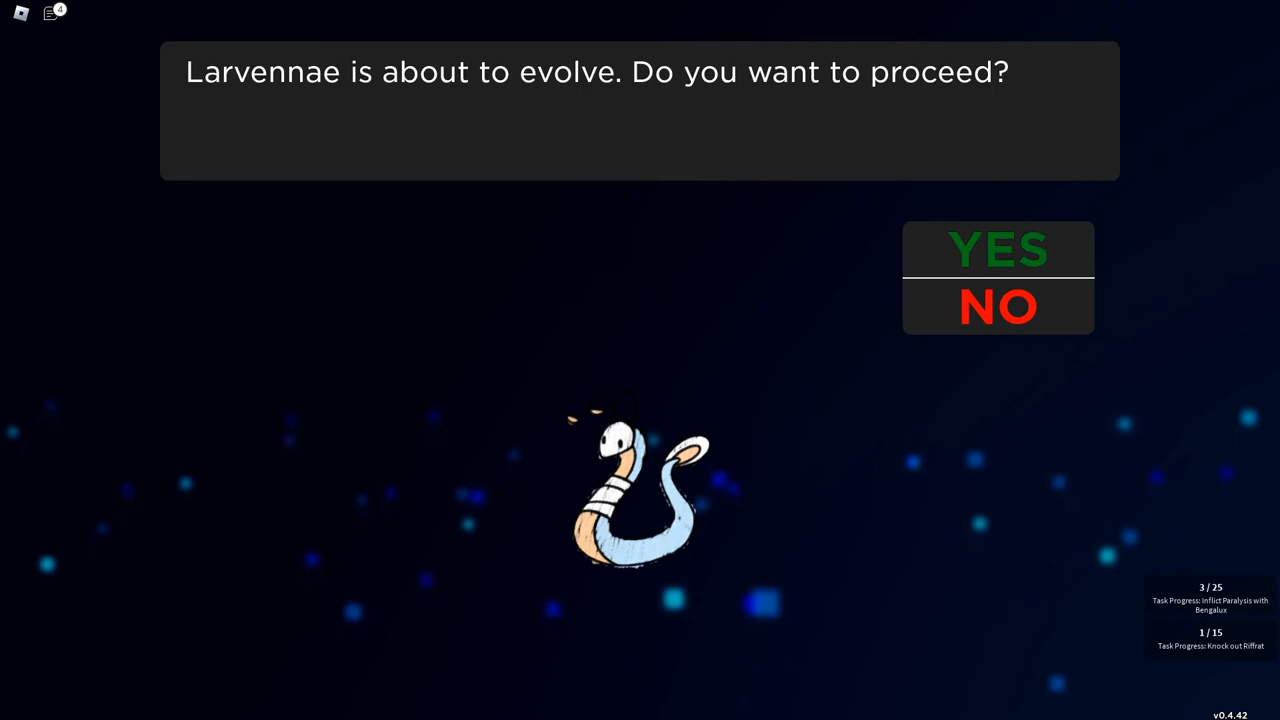 4
Larvennae is about to evolve. Do you want to proceed?
YES
NO
3 / 25
Task Progress: Inflict Paralysis with
Bengalux
1 / 15
Task Progress: Knock out Riffrat
v0.4.42